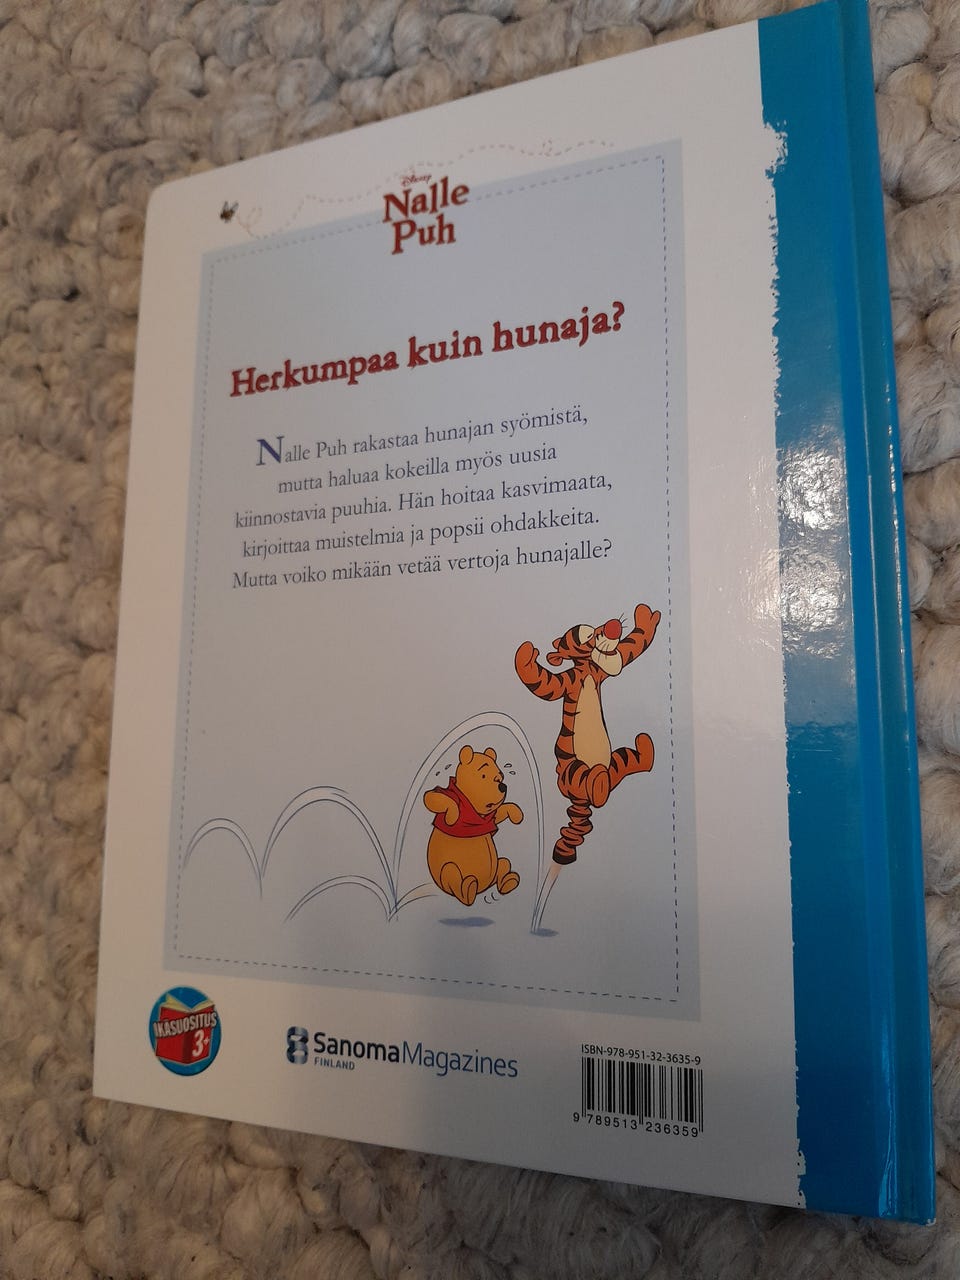 Disney
Nalle
Puh
Herkumpaa kuin hunaja?
Nalle Puh rakastaa hunajan syömistä,
mutta haluaa kokeilla myös uusia
kiinnostavia puuhia. Hän hoitaa kasvimaata,
kirjoittaa muistelmia ja popsii ohdakkeita.
Mutta voiko mikään vetää vertoja hunajalle?
IKÄSUOSITUS
3+
SanomaMagazines
FINLAND
ISBN-978-951-32-3635-9
9 789513 236359